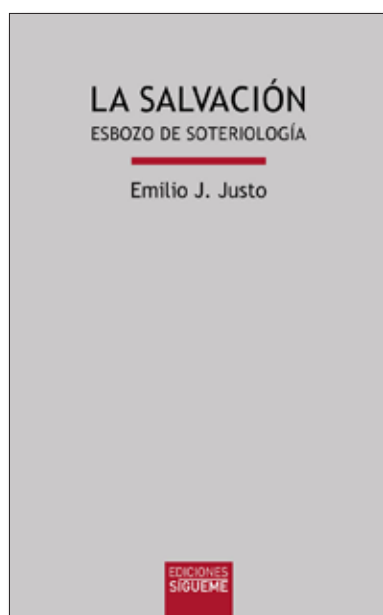 LA SALVACIÓN
ESBOZO DE SOTERIOLOGÍA
Emilio J. Justo
EDICIONES
SÍGUEME